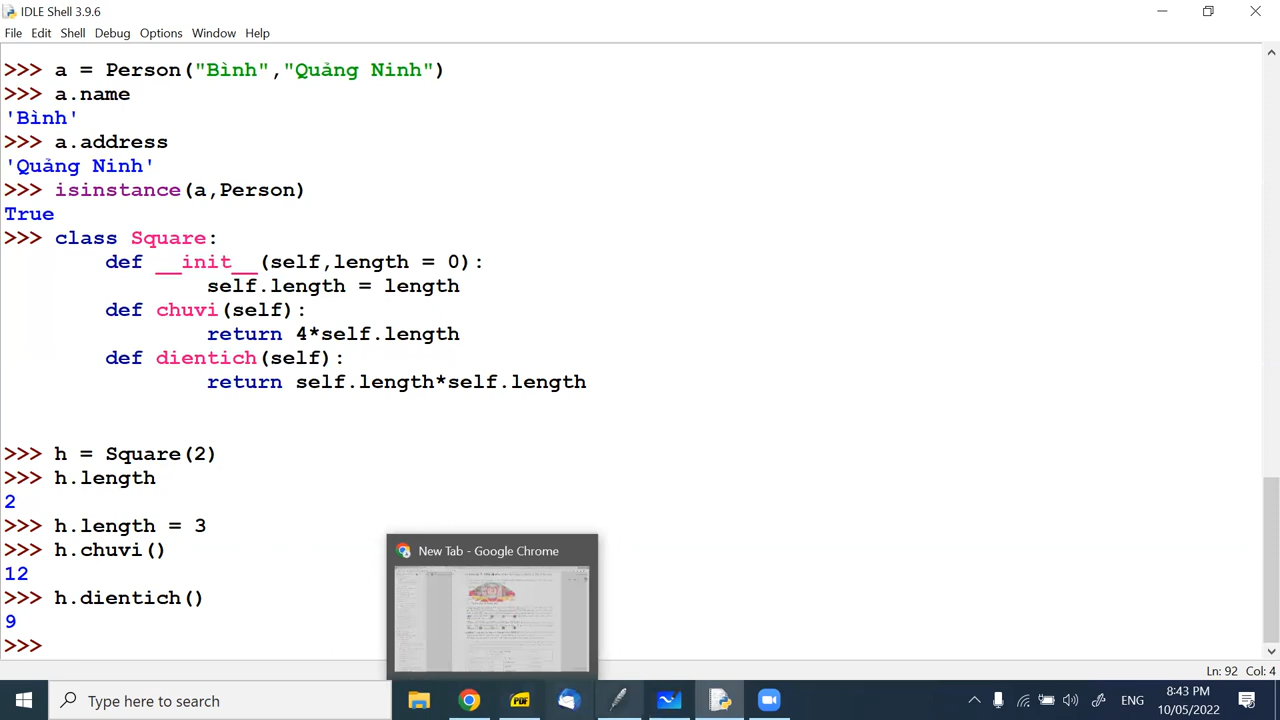 IDLE Shell 3.9.6
File Edit Shell Debug Options Window Help
>>> a = Person("Bình","Quảng Ninh")
>>> a.name
'Bình'
>>> a.address
'Quảng Ninh'
>>> isinstance(a,Person)
True
>>> class Square:
def __init__(self,length = 0):
self.length = length
def chuvi(self):
return 4*self.length
def dientich(self):
return self.length*self.length
>>> h = Square(2)
>>> h.length
2
>>> h.length = 3
>>> h.chuvi()
12
>>> h.dientich()
9
>>>
New Tab - Google Chrome
Ln: 92 Col: 4
Type here to search
PDF
ENG
8:43 PM
10/05/2022